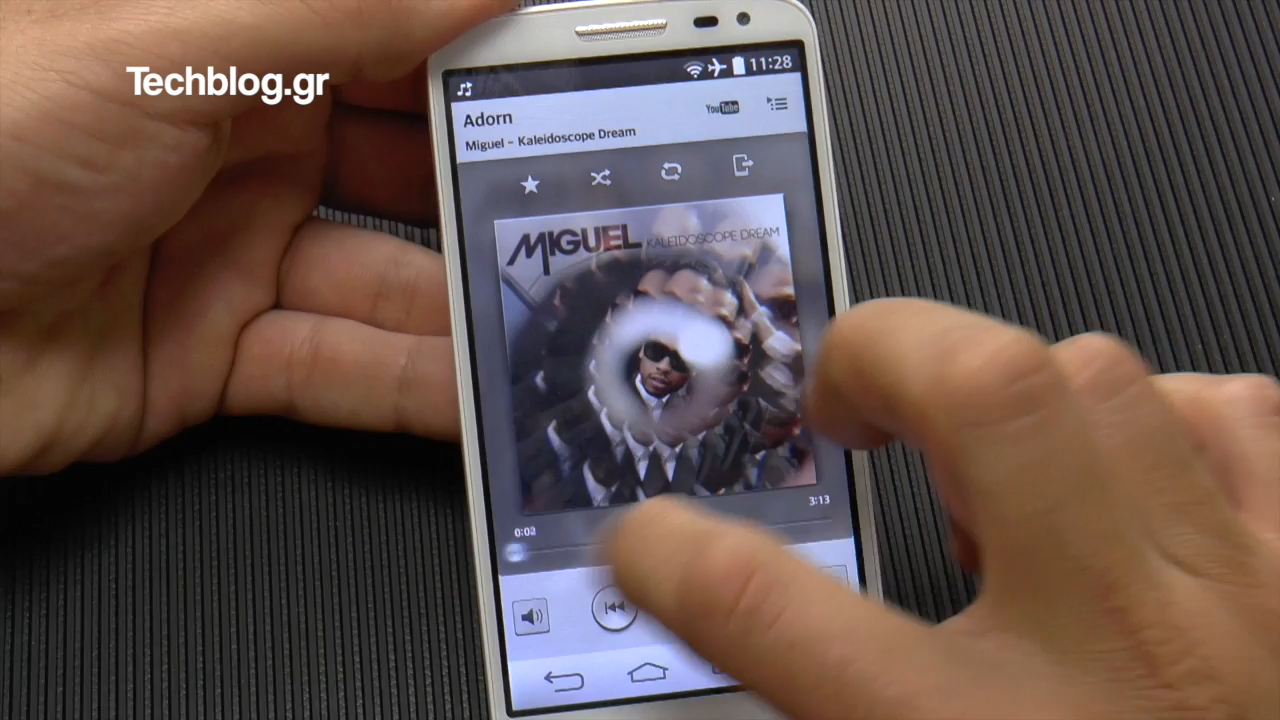 Techblog.gr
11:28
Adorn
YouTube
Miguel – Kaleidoscope Dream
MIGUEL KALEIDOSCOPE DREAM
3:13
0:02